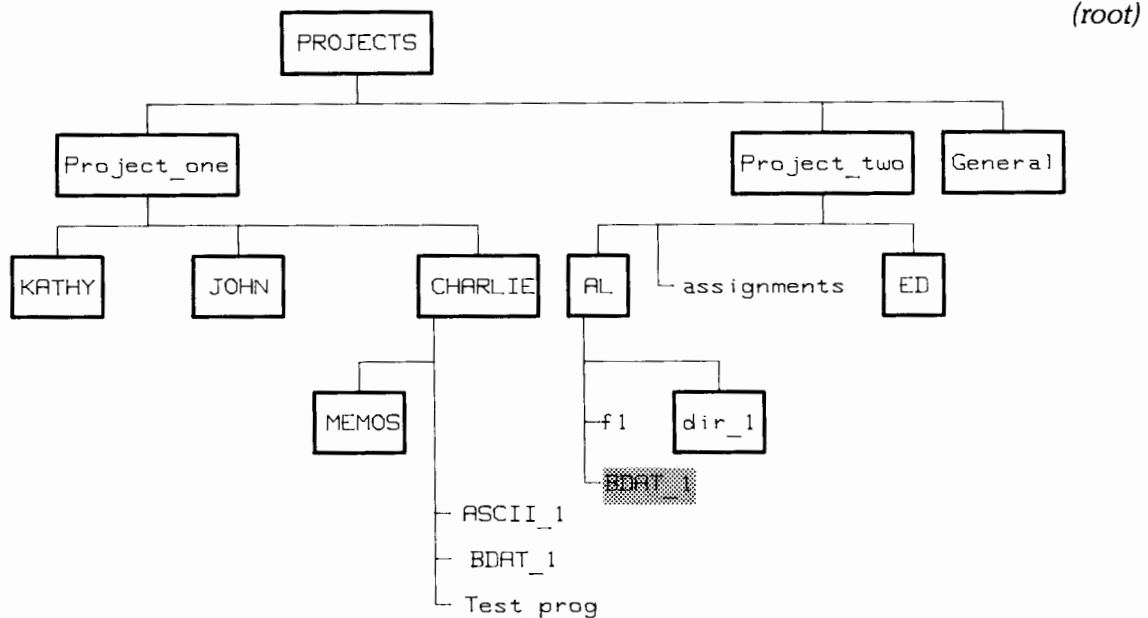 (root)
PROJECTS
Project_one
Project_two
General
KATHY
JOHN
CHARLIE
AL
assignments
ED
MEMOS
f1
dir_1
BDAT_1
ASCII_1
BDAT_1
Test prog